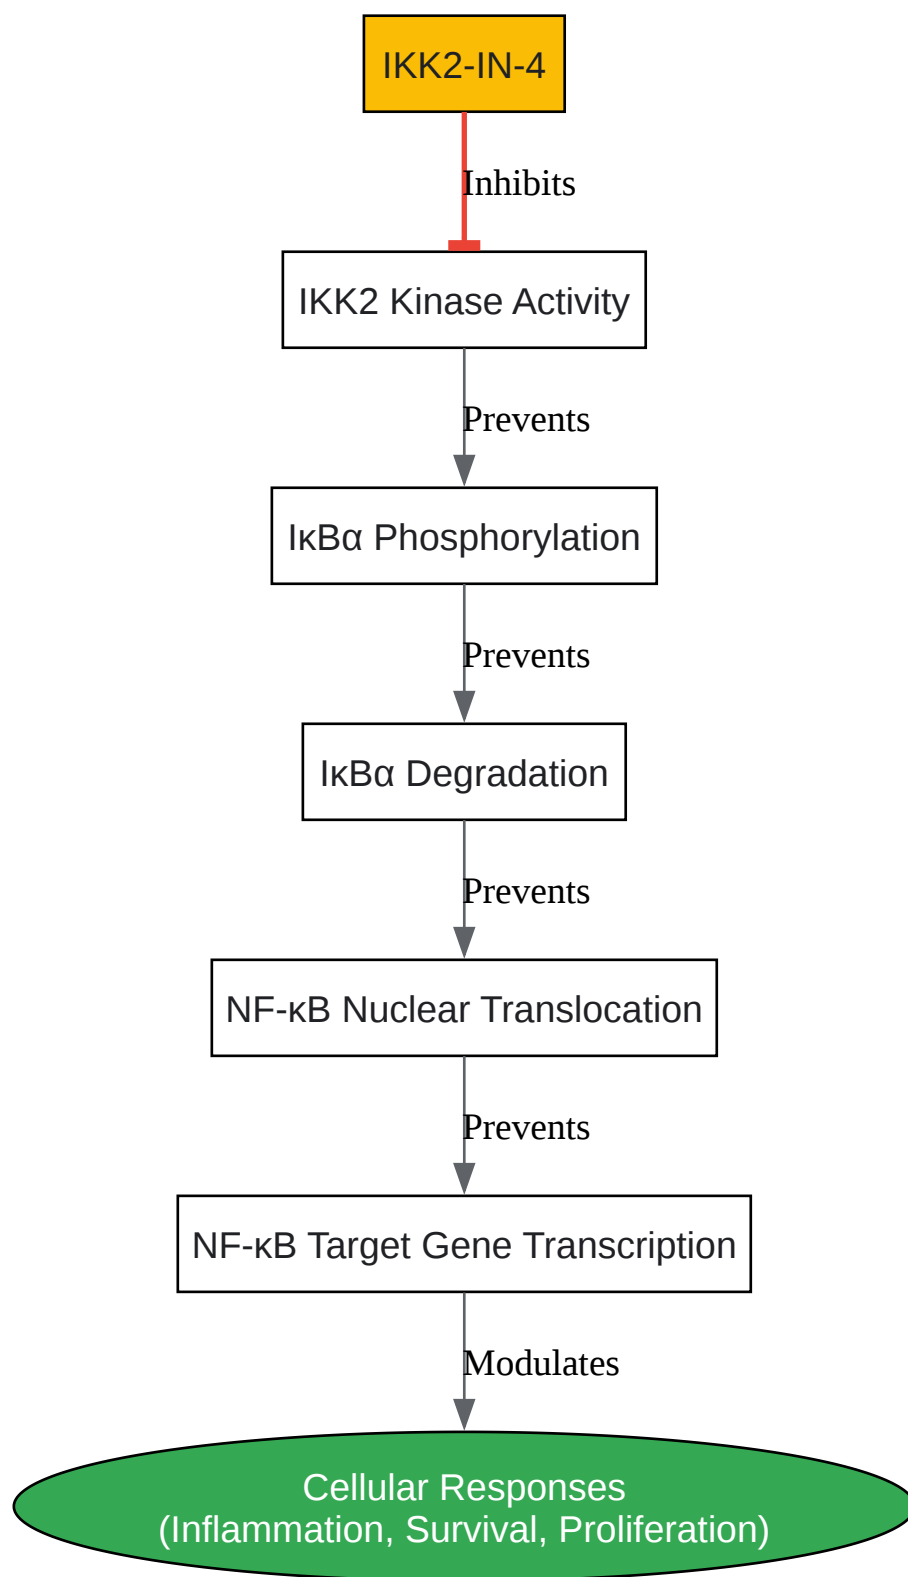 IKK2-IN-4
Inhibits
IKK2 Kinase Activity
Prevents
IκBα Phosphorylation
Prevents
IκBα Degradation
Prevents
NF-κB Nuclear Translocation
Prevents
NF-κB Target Gene Transcription
Modulates
Cellular Responses
(Inflammation, Survival, Proliferation)